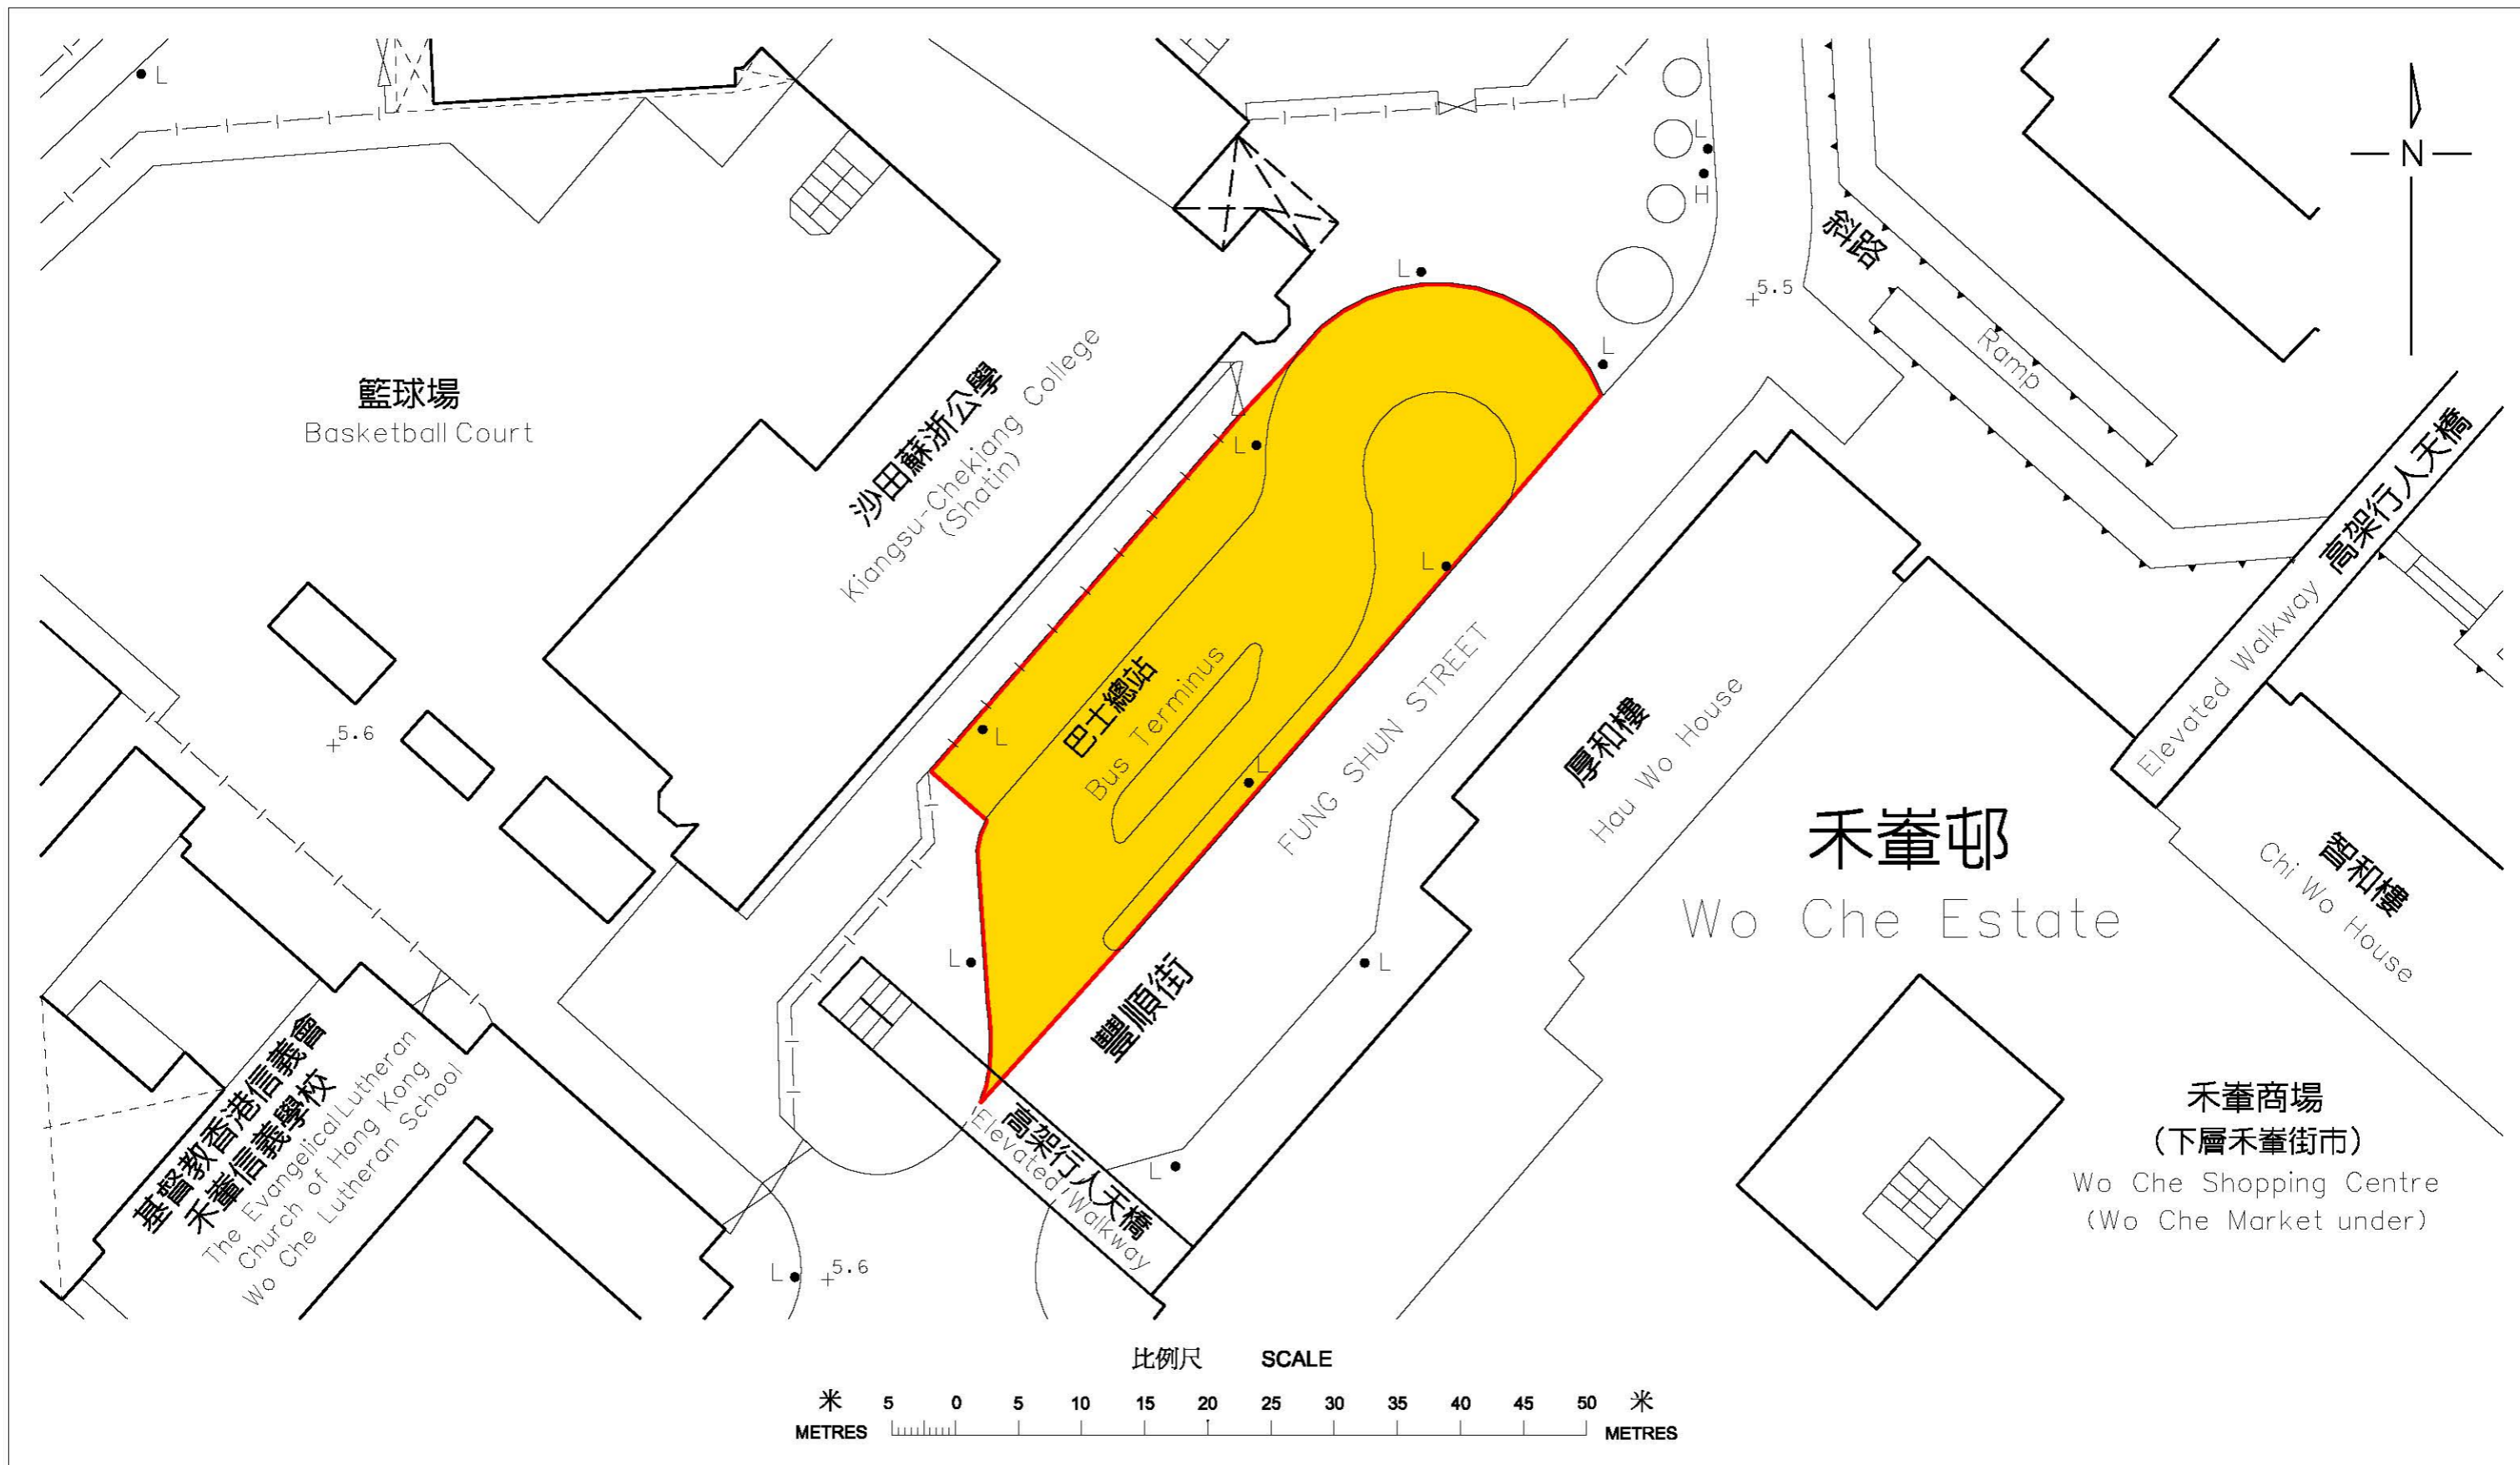 L
L
H
N
斜路
Ramp
+5.5
L
L
籃球場
Basketball Court
沙田蘇浙公學
Kiangsu-Chekiang College
(Shatin)
L
L
高架行人天橋
Elevated Walkway
巴士總站
Bus Terminus
L
L
FUNG SHUN STREET
豐順街
厚和樓
Hau Wo House
禾輋邨
Wo Che Estate
智和樓
Chi Wo House
+5.6
L
L
基督教香港信義會
禾輋信義學校
The Evangelical Lutheran
Church of Hong Kong
Wo Che Lutheran School
高架行人天橋
Elevated Walkway
L
L
+5.6
禾輋商場
(下層禾輋街市)
Wo Che Shopping Centre
(Wo Che Market under)
比例尺 SCALE
米 5 0 5 10 15 20 25 30 35 40 45 50 米
METRES METRES